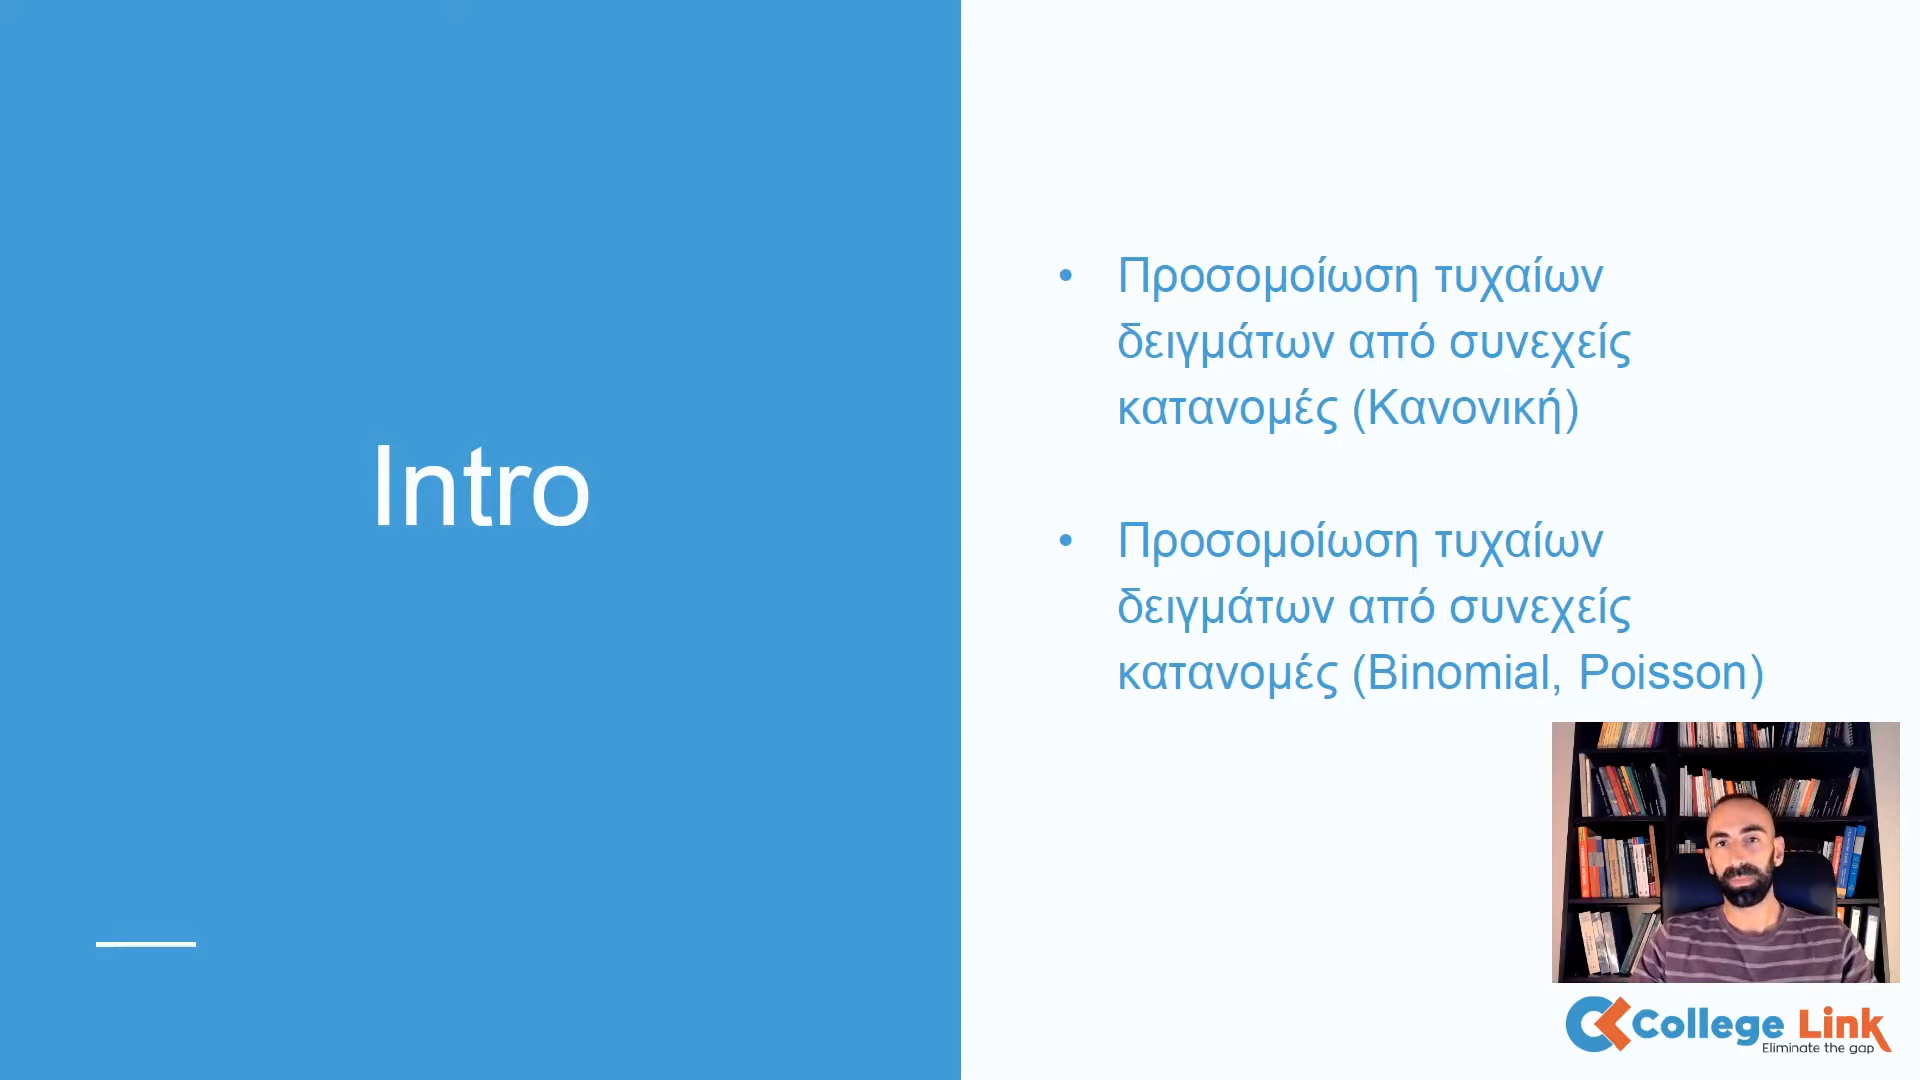 Intro
• Προσομοίωση τυχαίων
δειγμάτων από συνεχείς
κατανομές (Κανονική)
• Προσομοίωση τυχαίων
δειγμάτων από συνεχείς
κατανομές (Binomial, Poisson)
College Link
Eliminate the gap